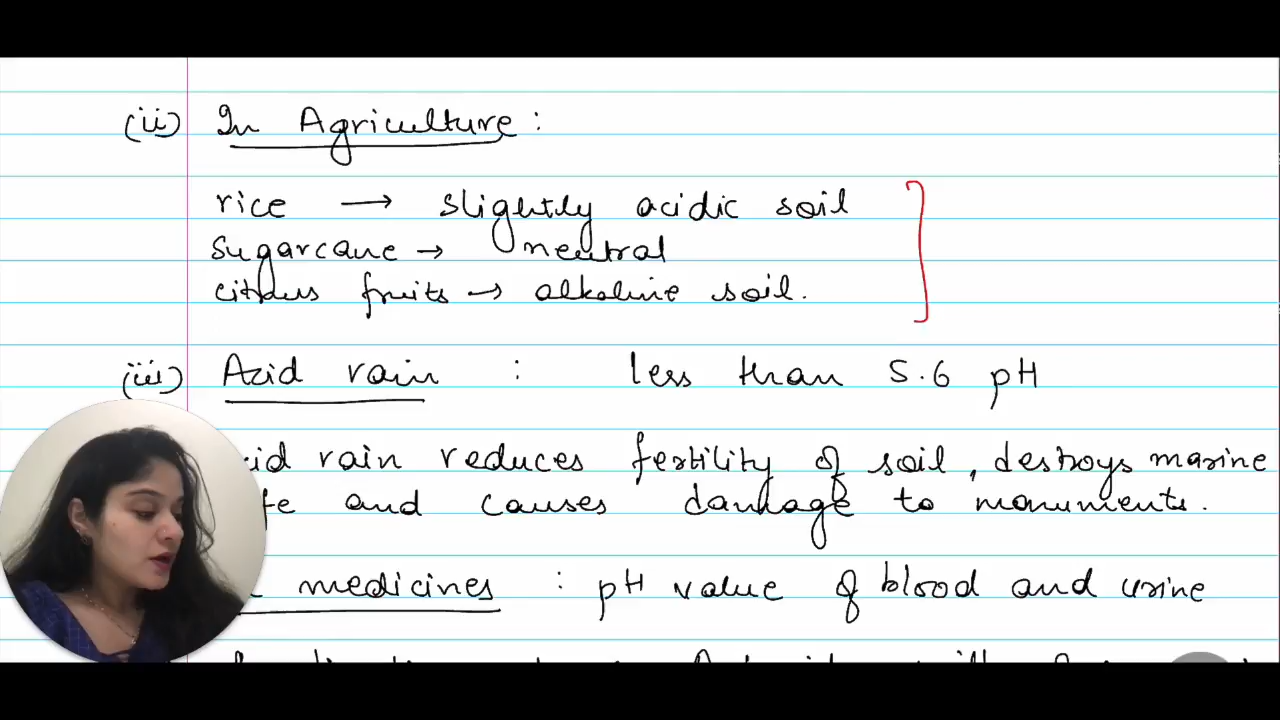 (ii) In Agriculture :
rice → slightly acidic soil
sugarcane → neutral
citrus fruits → alkaline soil.
(iii) Acid rain : less than 5.6 pH
rain reduces fertility of soil, destroys marine
and causes damage to monuments.
medicines : pH value of blood and urine